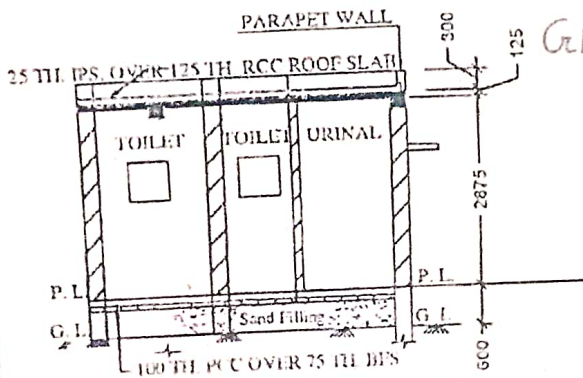 PARAPET WALL
25 TH. IPS. OVER 125 TH. RCC ROOF SLAB
300
125
TOILET
TOILET
URINAL
2875
P. L.
P. L.
G. L.
Sand Filling
G. L.
600
100 TH. PCC OVER 75 TH. BFS